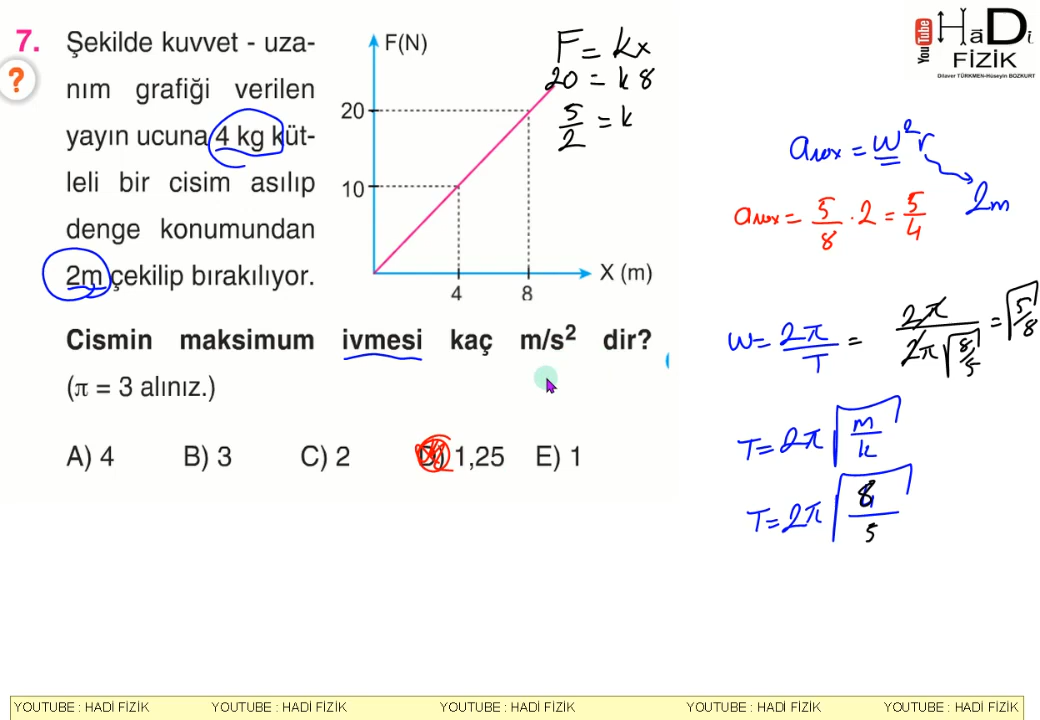 7. Şekilde kuvvet - uza-
nım grafiği verilen
yayın ucuna 4 kg küt-
leli bir cisim asılıp
denge konumundan
2m çekilip bırakılıyor.
?
F(N)
20
10
4
8
X (m)
F = kx
20 = k 8
5/2 = k
Cismin maksimum ivmesi kaç m/s² dir?
(π = 3 alınız.)
A) 4 B) 3 C) 2 D) 1,25 E) 1
You Tube
HâDi
FİZİK
Dilaver TÜRKMEN-Hüseyin BOZKURT
amax = w²r
2m
amax = 5/8 · 2 = 5/4
w = 2π/T = 2π/2π√8/5 = √5/8
T = 2π √m/k
T = 2π √8/5
YOUTUBE : HADİ FİZİK YOUTUBE : HADİ FİZİK YOUTUBE : HADİ FİZİK YOUTUBE : HADİ FİZİK YOUTUBE : HADİ FİZİK